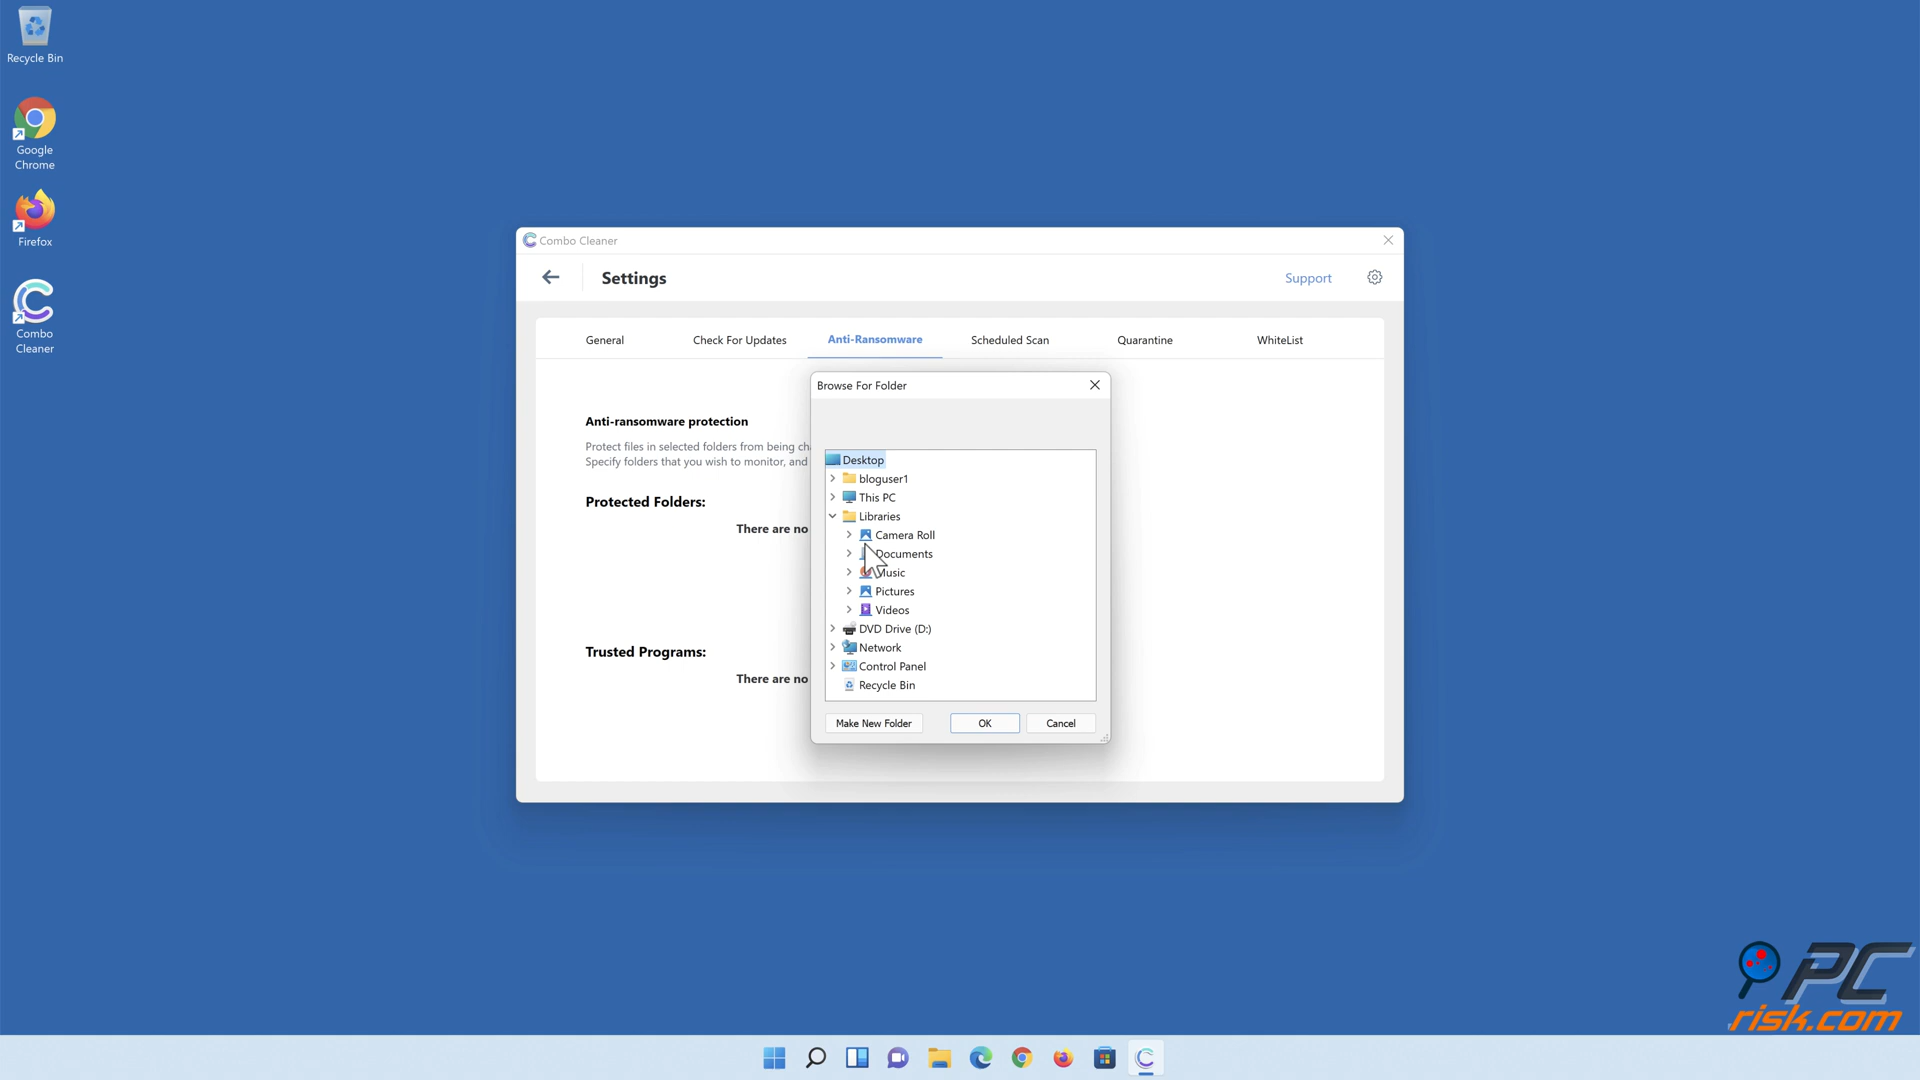 Recycle Bin
Google
Chrome
Firefox
Combo
Cleaner
Combo Cleaner
Settings
Support
General
Check For Updates
Anti-Ransomware
Scheduled Scan
Quarantine
WhiteList
Browse For Folder
Anti-ransomware protection
Protect files in selected folders from being
Specify folders that you wish to monitor, and
Protected Folders:
There are no
Trusted Programs:
There are no
Desktop
bloguser1
This PC
Libraries
Camera Roll
Documents
Music
Pictures
Videos
DVD Drive (D:)
Network
Control Panel
Recycle Bin
Make New Folder
OK
Cancel
PC
risk.com